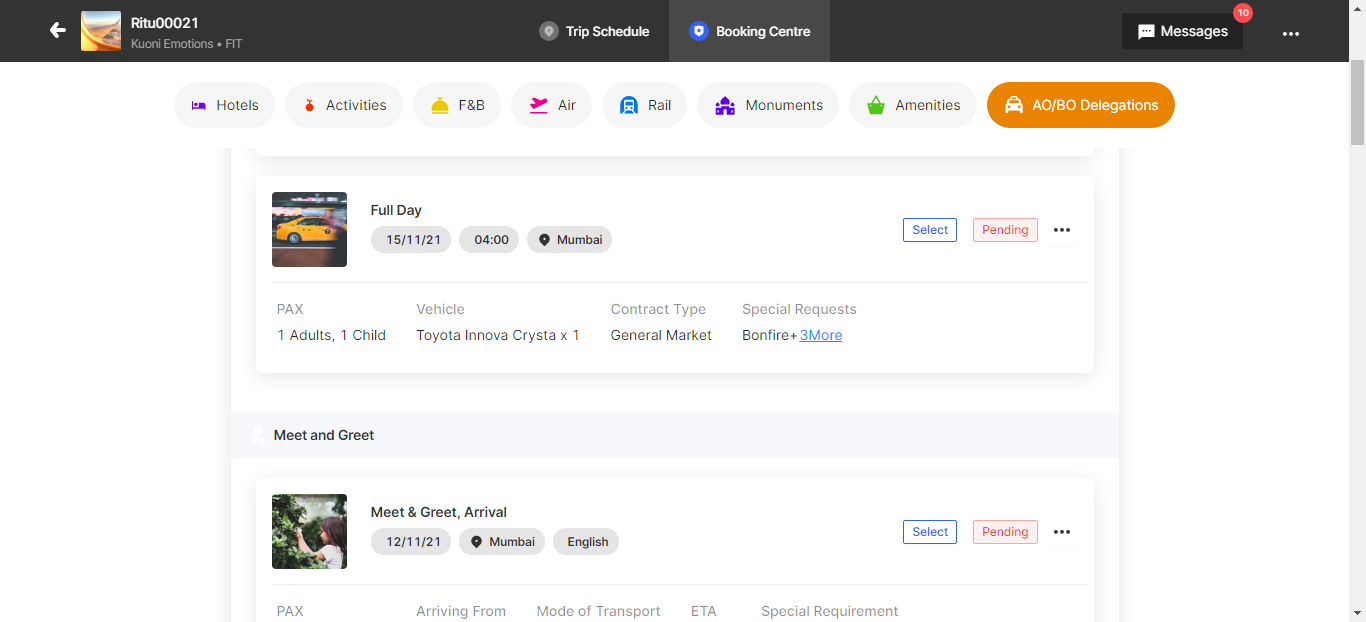 Ritu00021
Kuoni Emotions • FIT
Trip Schedule
Booking Centre
Messages
10
Hotels
Activities
F&B
Air
Rail
Monuments
Amenities
AO/BO Delegations
Full Day
15/11/21
04:00
Mumbai
Select
Pending
PAX
Vehicle
Contract Type
Special Requests
1 Adults, 1 Child
Toyota Innova Crysta x 1
General Market
Bonfire+3More
Meet and Greet
Meet & Greet, Arrival
12/11/21
Mumbai
English
Select
Pending
PAX
Arriving From
Mode of Transport
ETA
Special Requirement